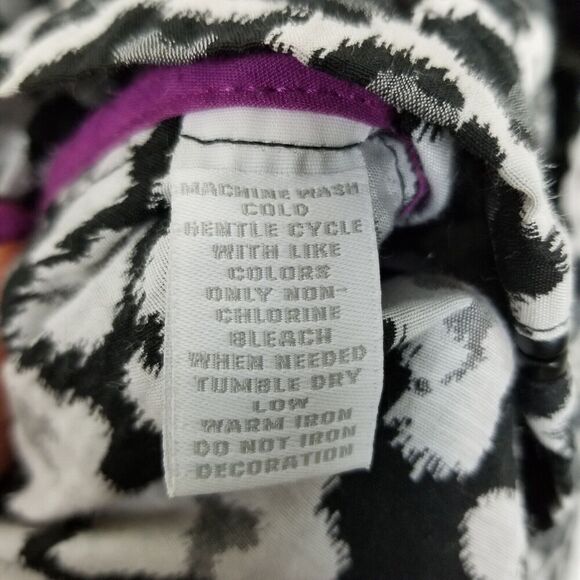 MACHINE WASH
COLD
GENTLE CYCLE
WITH LIKE
COLORS
ONLY NON-
CHLORINE
BLEACH
WHEN NEEDED
TUMBLE DRY
LOW
WARM IRON
DO NOT IRON
DECORATION